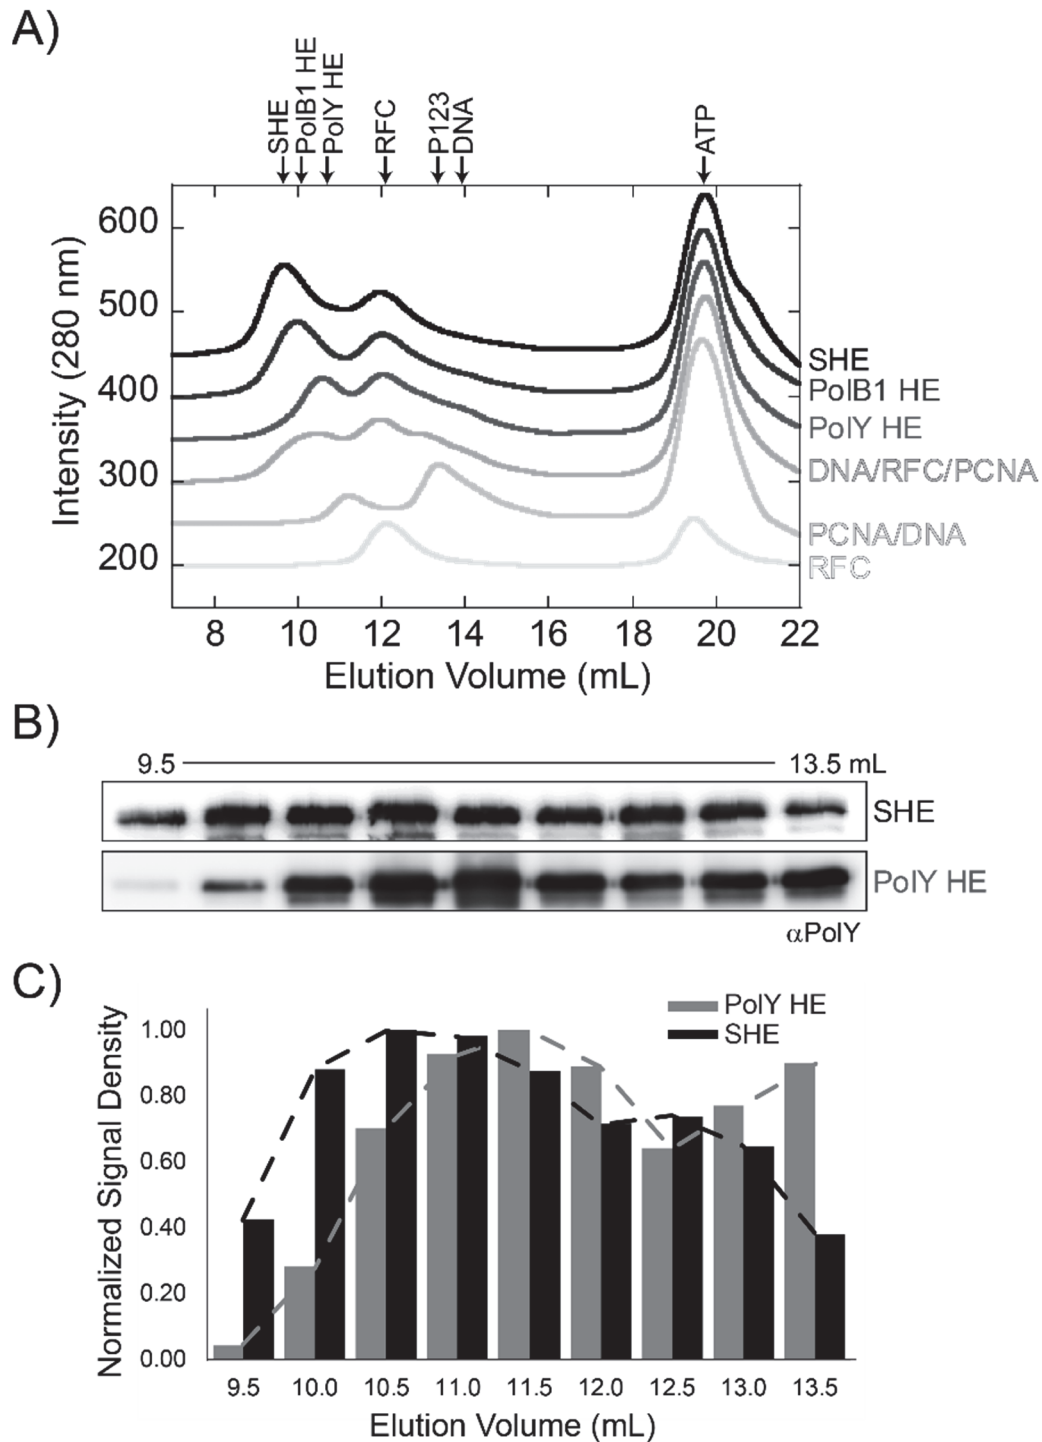 A)
SHE
PolB1 HE
PolY HE
RFC
P123
DNA
ATP
600
500
400
300
200
Intensity (280 nm)
SHE
PolB1 HE
PolY HE
DNA/RFC/PCNA
PCNA/DNA
RFC
8 10 12 14 16 18 20 22
Elution Volume (mL)
B)
9.5 13.5 mL
SHE
PolY HE
αPolY
C)
PolY HE
SHE
1.00
0.80
0.60
0.40
0.20
0.00
Normalized Signal Density
9.5 10.0 10.5 11.0 11.5 12.0 12.5 13.0 13.5
Elution Volume (mL)